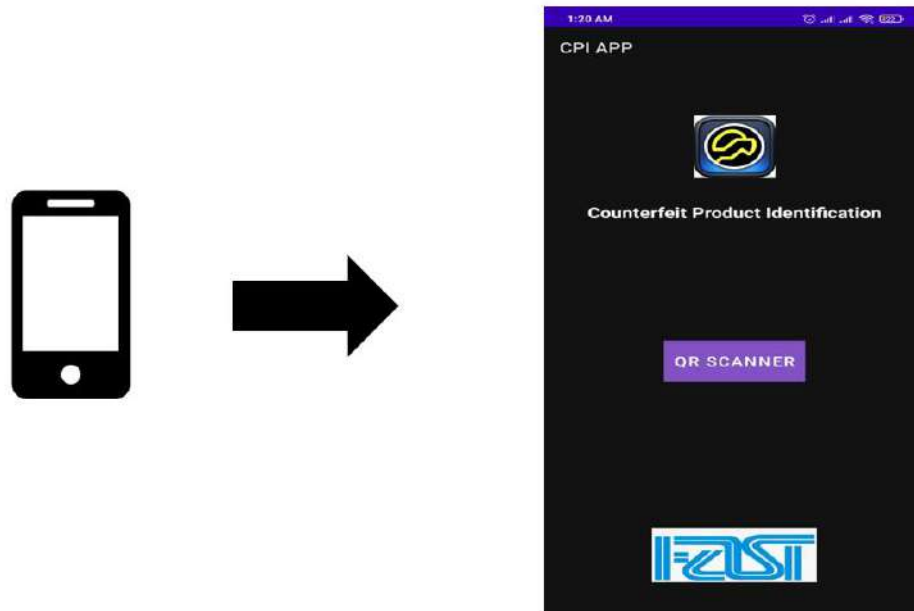 1:20 AM
CPI APP
Counterfeit Product Identification
QR SCANNER
FAST